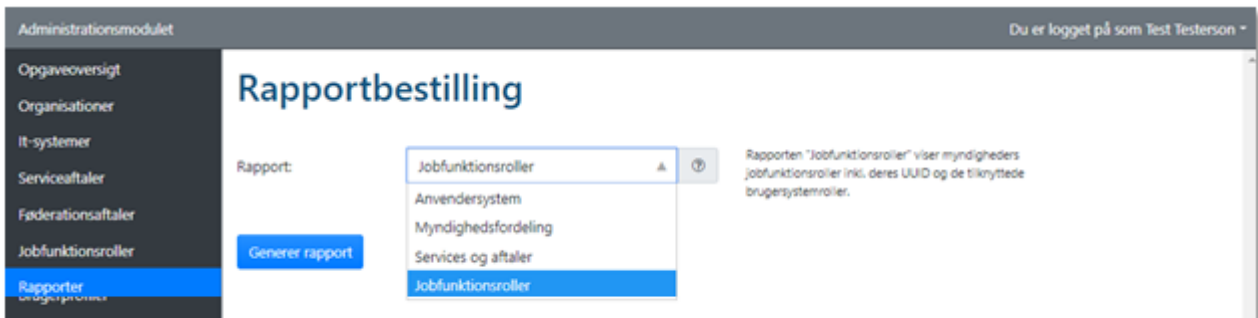 Administrationsmodulet
Du er logget på som Test Testerson
Opgaveoversigt
Organisationer
It-systemer
Serviceaftaler
Føderationsaftaler
Jobfunktionsroller
Rapporter
Brugerprofiler
Rapportbestilling
Rapport:
Jobfunktionsroller
Anvendersystem
Myndighedsfordeling
Services og aftaler
Jobfunktionsroller
Rapporten "Jobfunktionsroller" viser myndigheders
jobfunktionsroller inkl. deres UUID og de tilknyttede
brugersystemroller.
Generer rapport